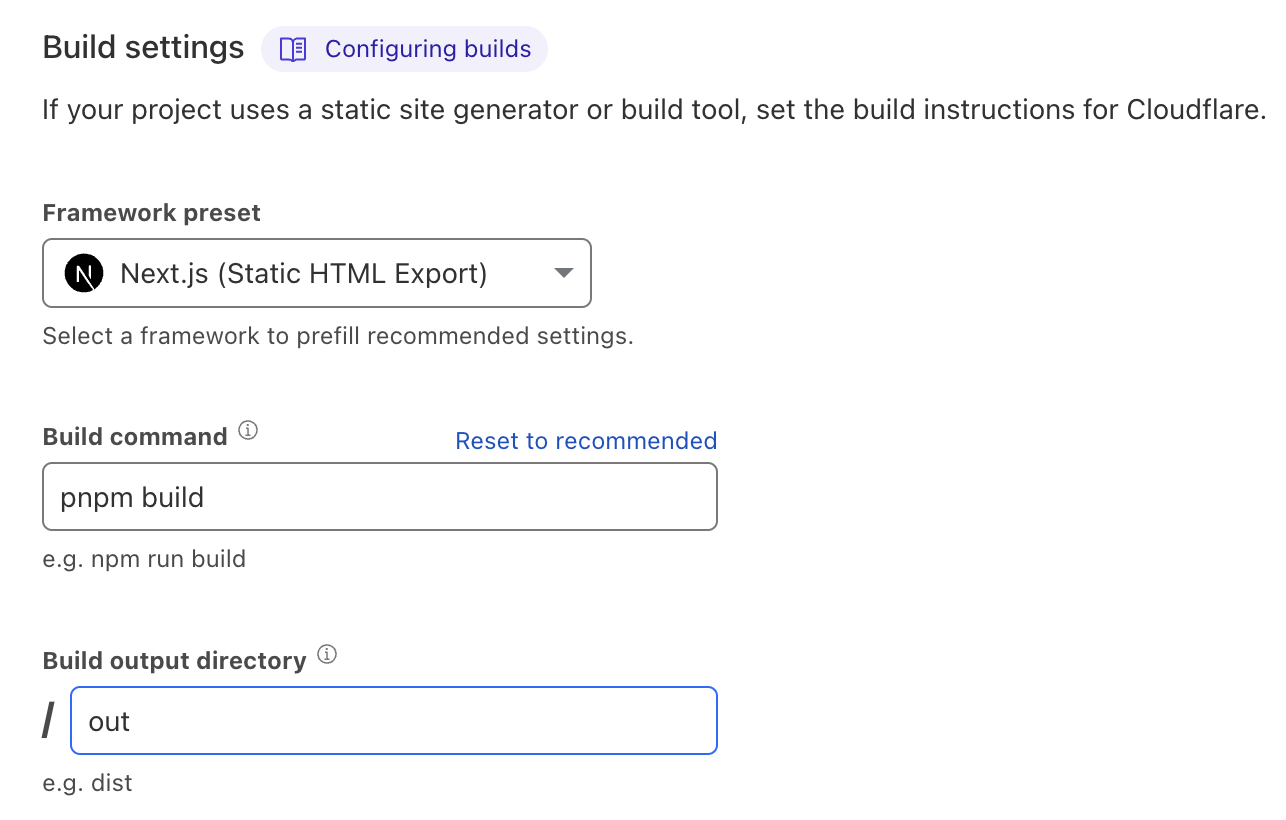 Build settings Configuring builds
If your project uses a static site generator or build tool, set the build instructions for Cloudflare.
Framework preset
N Next.js (Static HTML Export)
Select a framework to prefill recommended settings.
Build command Reset to recommended
pnpm build
e.g. npm run build
Build output directory
/ out
e.g. dist